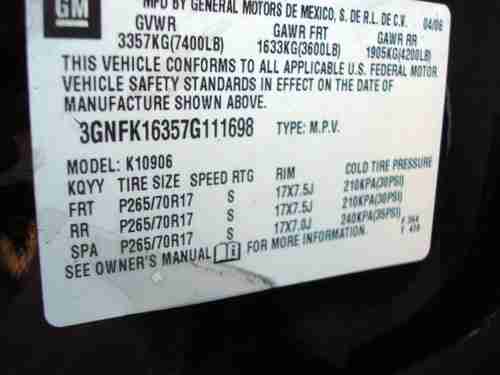 GM
MFD BY GENERAL MOTORS DE MEXICO, S. DE R.L. DE C.V. 04/06
GVWR GAWR FRT GAWR RR
3357KG(7400LB) 1633KG(3600LB) 1905KG(4200LB)
THIS VEHICLE CONFORMS TO ALL APPLICABLE U.S. FEDERAL MOTOR
VEHICLE SAFETY STANDARDS IN EFFECT ON THE DATE OF
MANUFACTURE SHOWN ABOVE.
3GNFK16357G111698 TYPE: M.P.V.
MODEL: K10906
KQYY TIRE SIZE SPEED RTG RIM COLD TIRE PRESSURE
FRT P265/70R17 S 17X7.5J 210KPA(30PSI)
RR P265/70R17 S 17X7.5J 210KPA(30PSI)
SPA P265/70R17 S 17X7.0J 240KPA(35PSI)
SEE OWNER'S MANUAL FOR MORE INFORMATION.